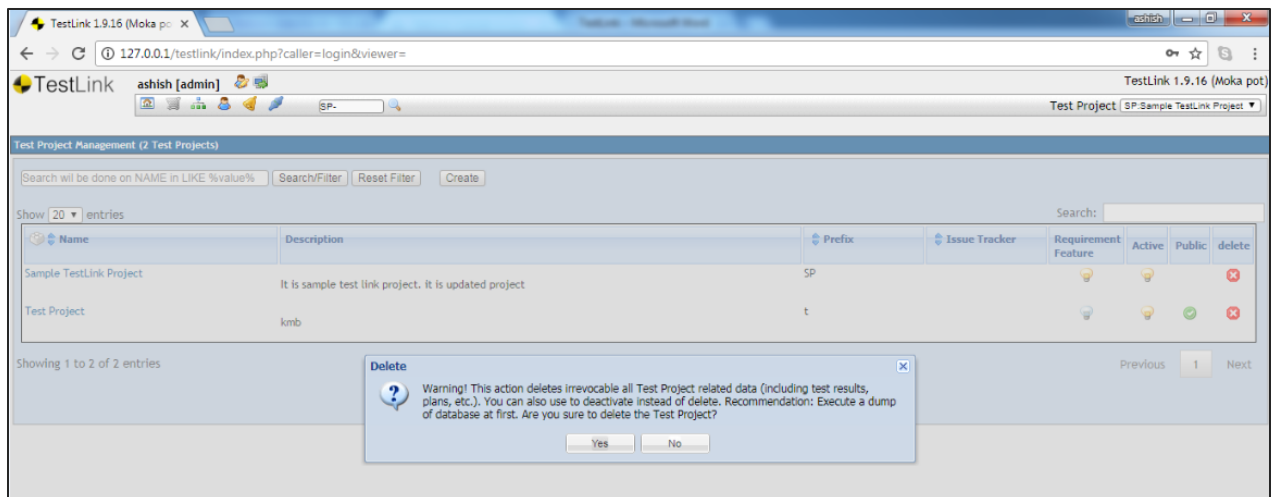 TestLink 1.9.16 (Moka po
TestLink - Microsoft Word
ashish
127.0.0.1/testlink/index.php?caller=login&viewer=
TestLink
ashish [admin]
TestLink 1.9.16 (Moka pot)
SP-
Test Project SP:Sample TestLink Project
Test Project Management (2 Test Projects)
Search wil be done on NAME in LIKE %value% Search/Filter Reset Filter Create
Show 20 entries Search:
Name Description Prefix Issue Tracker Requirement Feature Active Public delete
Sample TestLink Project SP
It is sample test link project. it is updated project
Test Project t
kmb
Showing 1 to 2 of 2 entries Previous 1 Next
Delete
Warning! This action deletes irrevocable all Test Project related data (including test results,
plans, etc.). You can also use to deactivate instead of delete. Recommendation: Execute a dump
of database at first. Are you sure to delete the Test Project?
Yes No